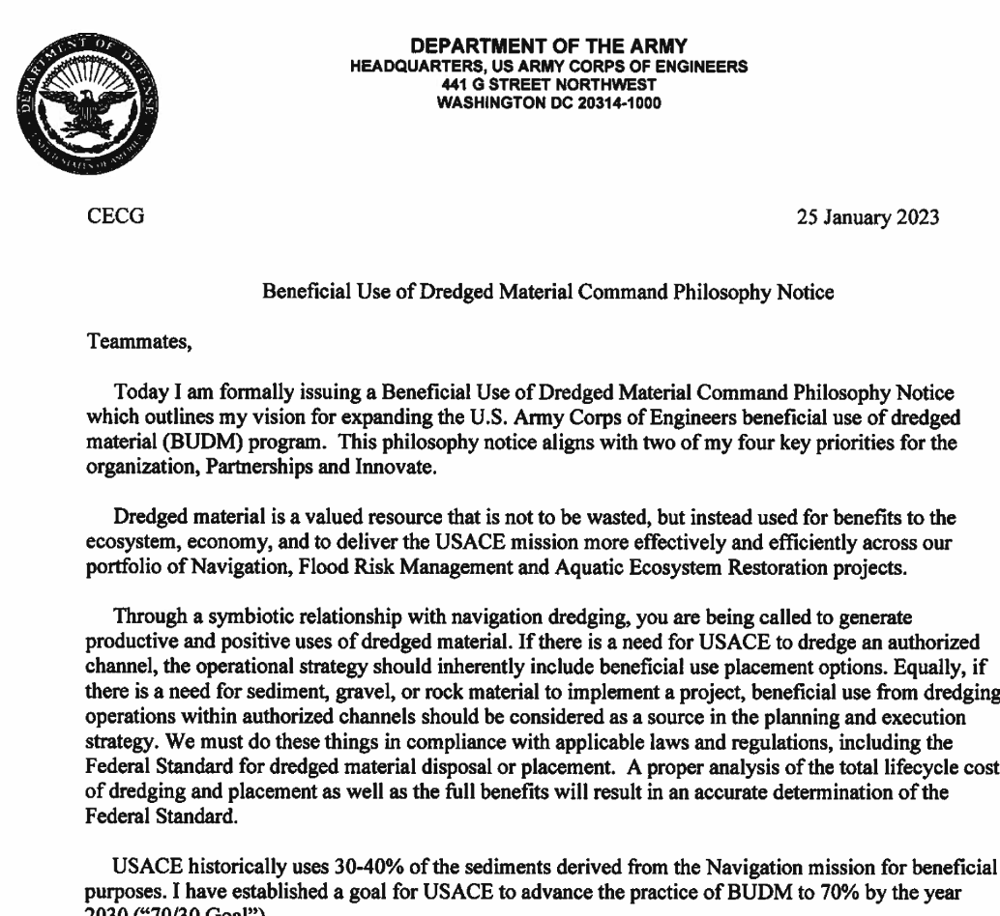 DEPARTMENT OF THE ARMY
HEADQUARTERS, US ARMY CORPS OF ENGINEERS
441 G STREET NORTHWEST
WASHINGTON DC 20314-1000
DEPARTMENT OF DEFENSE
UNITED STATES OF AMERICA
CECG
25 January 2023
Beneficial Use of Dredged Material Command Philosophy Notice
Teammates,
Today I am formally issuing a Beneficial Use of Dredged Material Command Philosophy Notice
which outlines my vision for expanding the U.S. Army Corps of Engineers beneficial use of dredged
material (BUDM) program.  This philosophy notice aligns with two of my four key priorities for the
organization, Partnerships and Innovate.
Dredged material is a valued resource that is not to be wasted, but instead used for benefits to the
ecosystem, economy, and to deliver the USACE mission more effectively and efficiently across our
portfolio of Navigation, Flood Risk Management and Aquatic Ecosystem Restoration projects.
Through a symbiotic relationship with navigation dredging, you are being called to generate
productive and positive uses of dredged material. If there is a need for USACE to dredge an authorized
channel, the operational strategy should inherently include beneficial use placement options. Equally, if
there is a need for sediment, gravel, or rock material to implement a project, beneficial use from dredging
operations within authorized channels should be considered as a source in the planning and execution
strategy. We must do these things in compliance with applicable laws and regulations, including the
Federal Standard for dredged material disposal or placement.  A proper analysis of the total lifecycle cost
of dredging and placement as well as the full benefits will result in an accurate determination of the
Federal Standard.
USACE historically uses 30-40% of the sediments derived from the Navigation mission for beneficial
purposes. I have established a goal for USACE to advance the practice of BUDM to 70% by the year
2030 ("70/30 Goal")